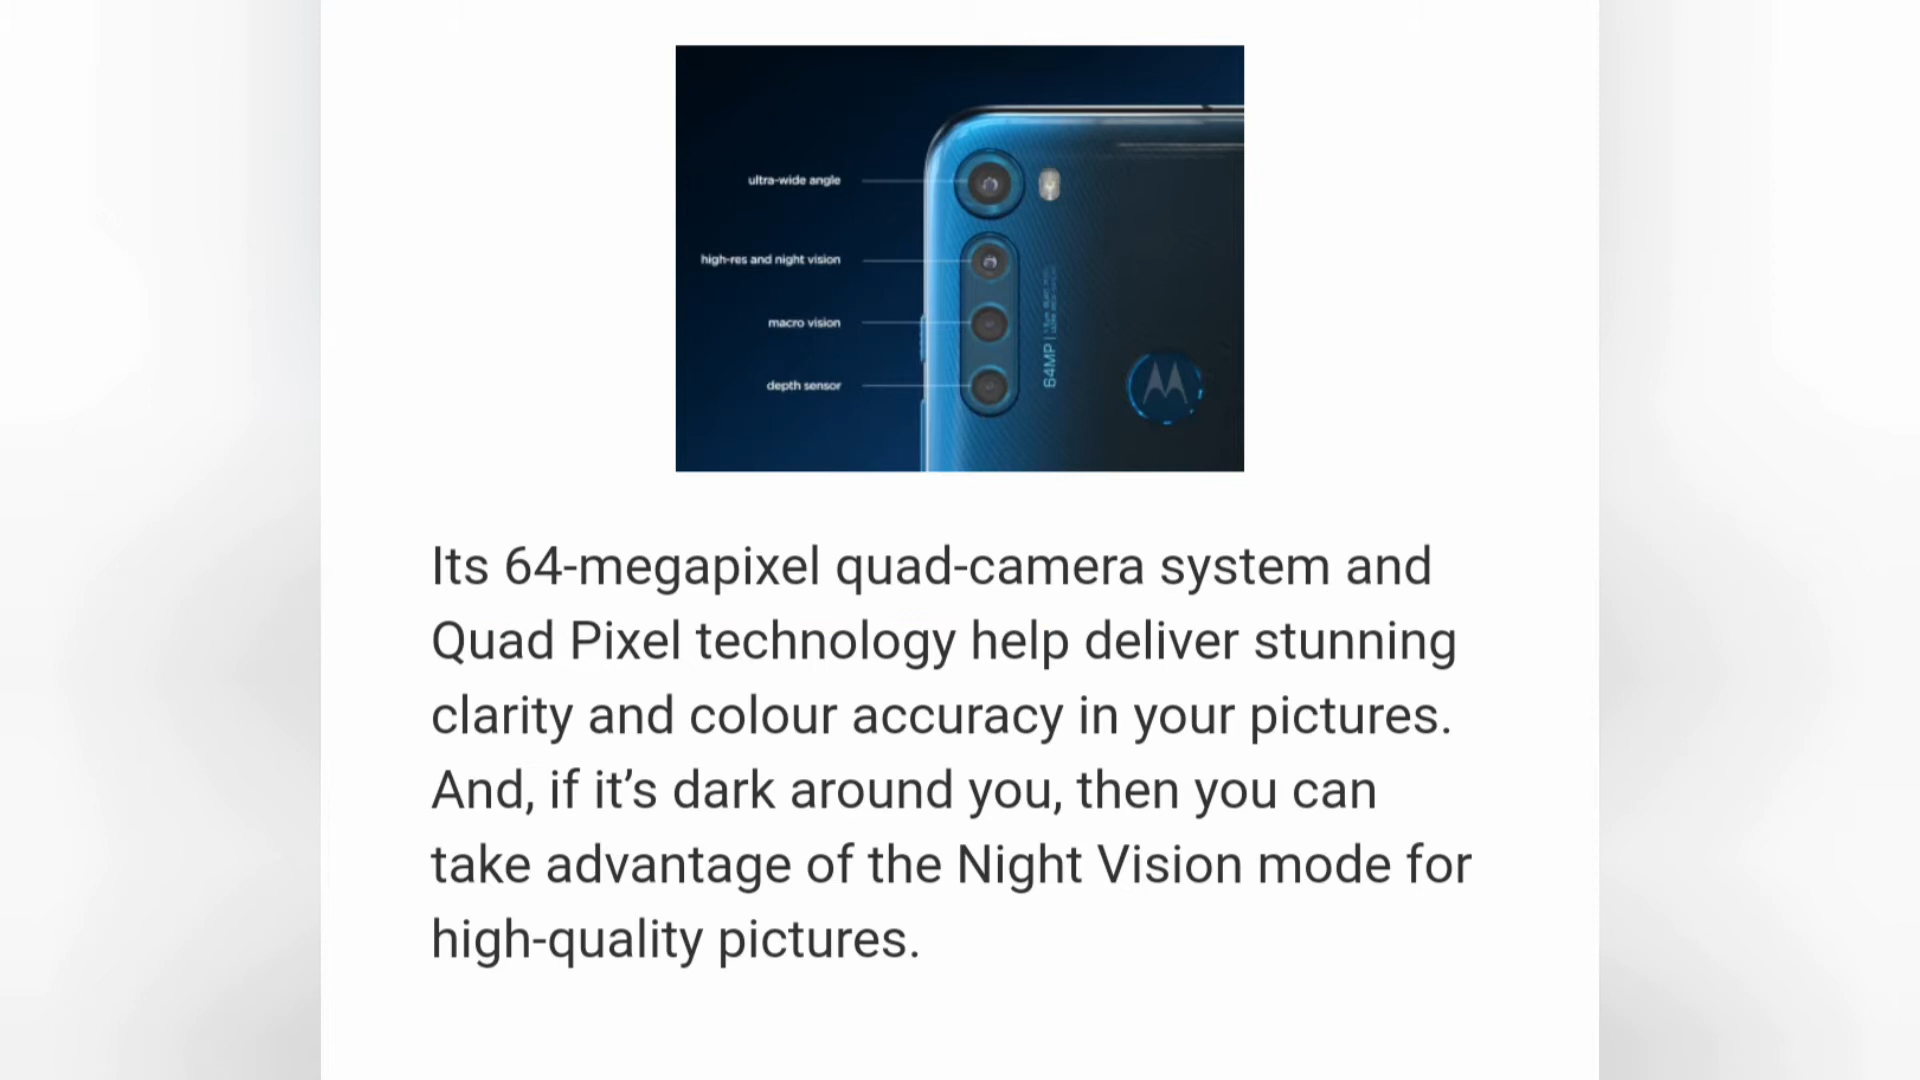 ultra-wide angle
high-res and night vision
macro vision
depth sensor
64MP
Its 64-megapixel quad-camera system and
Quad Pixel technology help deliver stunning
clarity and colour accuracy in your pictures.
And, if it’s dark around you, then you can
take advantage of the Night Vision mode for
high-quality pictures.